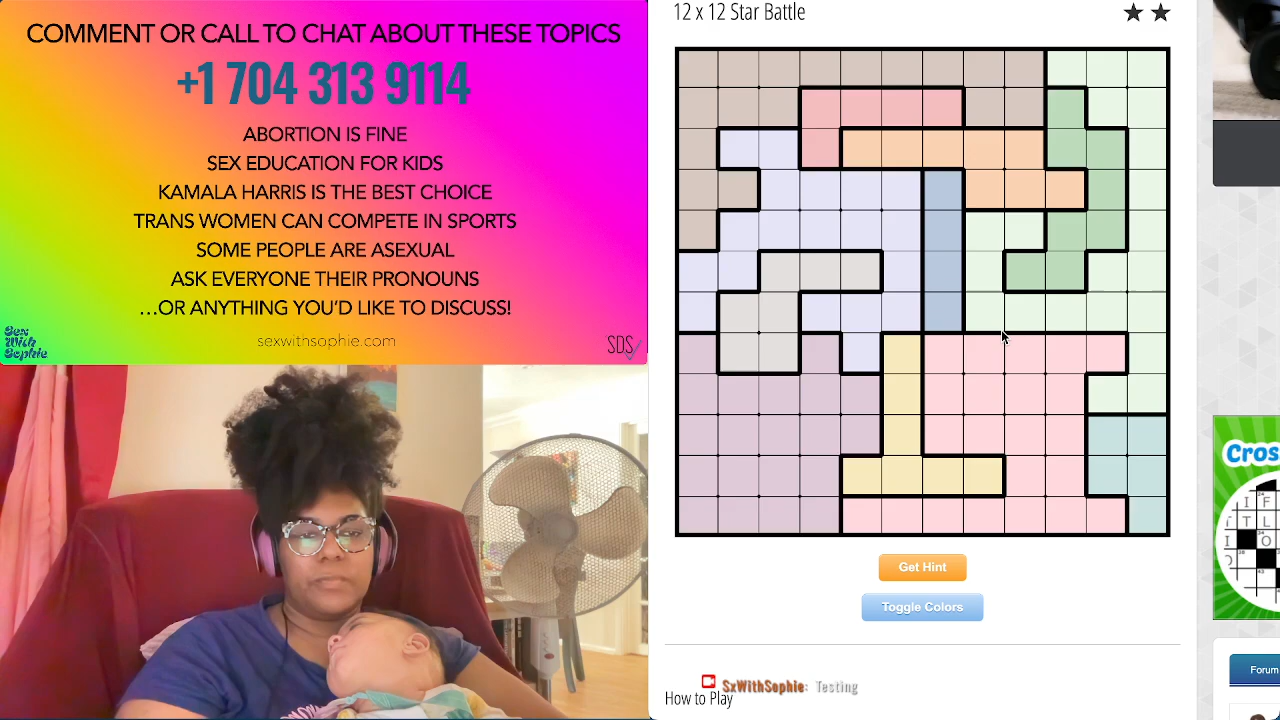 COMMENT OR CALL TO CHAT ABOUT THESE TOPICS
+1 704 313 9114
ABORTION IS FINE
SEX EDUCATION FOR KIDS
KAMALA HARRIS IS THE BEST CHOICE
TRANS WOMEN CAN COMPETE IN SPORTS
SOME PEOPLE ARE ASEXUAL
ASK EVERYONE THEIR PRONOUNS
...OR ANYTHING YOU'D LIKE TO DISCUSS!
sexwithsophie.com
Sex
With
Sophie
SDS
12 x 12 Star Battle
Get Hint
Toggle Colors
SxWithSophie: Testing
How to Play
Cros
Forum